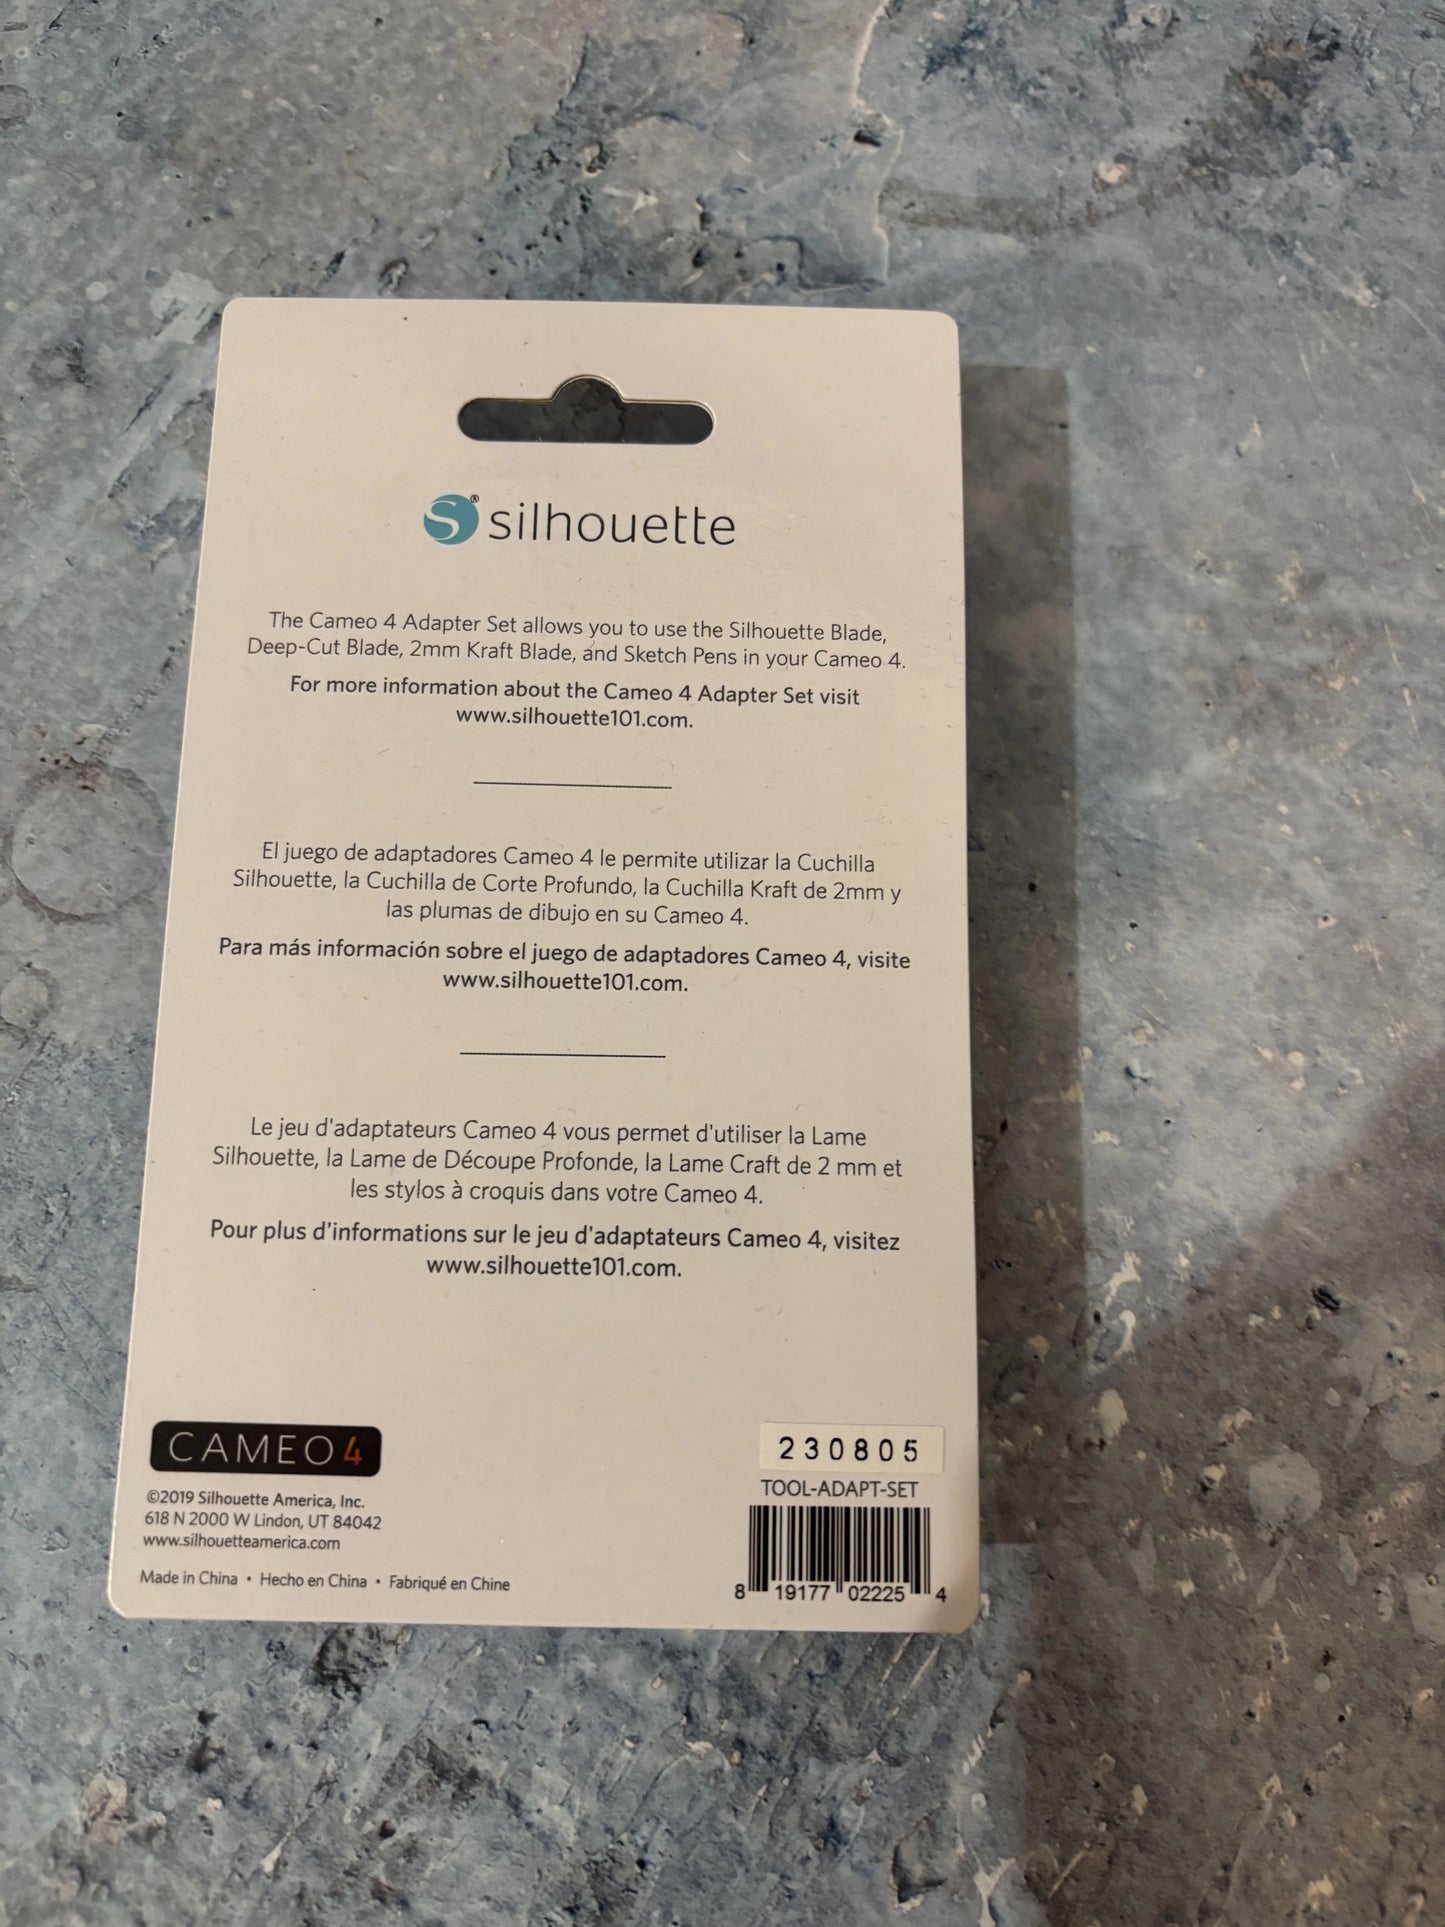 silhouette®
The Cameo 4 Adapter Set allows you to use the Silhouette Blade,
Deep-Cut Blade, 2mm Kraft Blade, and Sketch Pens in your Cameo 4.
For more information about the Cameo 4 Adapter Set visit
www.silhouette101.com.
El juego de adaptadores Cameo 4 le permite utilizar la Cuchilla
Silhouette, la Cuchilla de Corte Profundo, la Cuchilla Kraft de 2mm y
las plumas de dibujo en su Cameo 4.
Para más información sobre el juego de adaptadores Cameo 4, visite
www.silhouette101.com.
Le jeu d'adaptateurs Cameo 4 vous permet d'utiliser la Lame
Silhouette, la Lame de Découpe Profonde, la Lame Craft de 2 mm et
les stylos à croquis dans votre Cameo 4.
Pour plus d'informations sur le jeu d'adaptateurs Cameo 4, visitez
www.silhouette101.com.
CAMEO 4
©2019 Silhouette America, Inc.
618 N 2000 W Lindon, UT 84042
www.silhouetteamerica.com
Made in China • Hecho en China • Fabriqué en Chine
230805
TOOL-ADAPT-SET
8 19177 02225 4